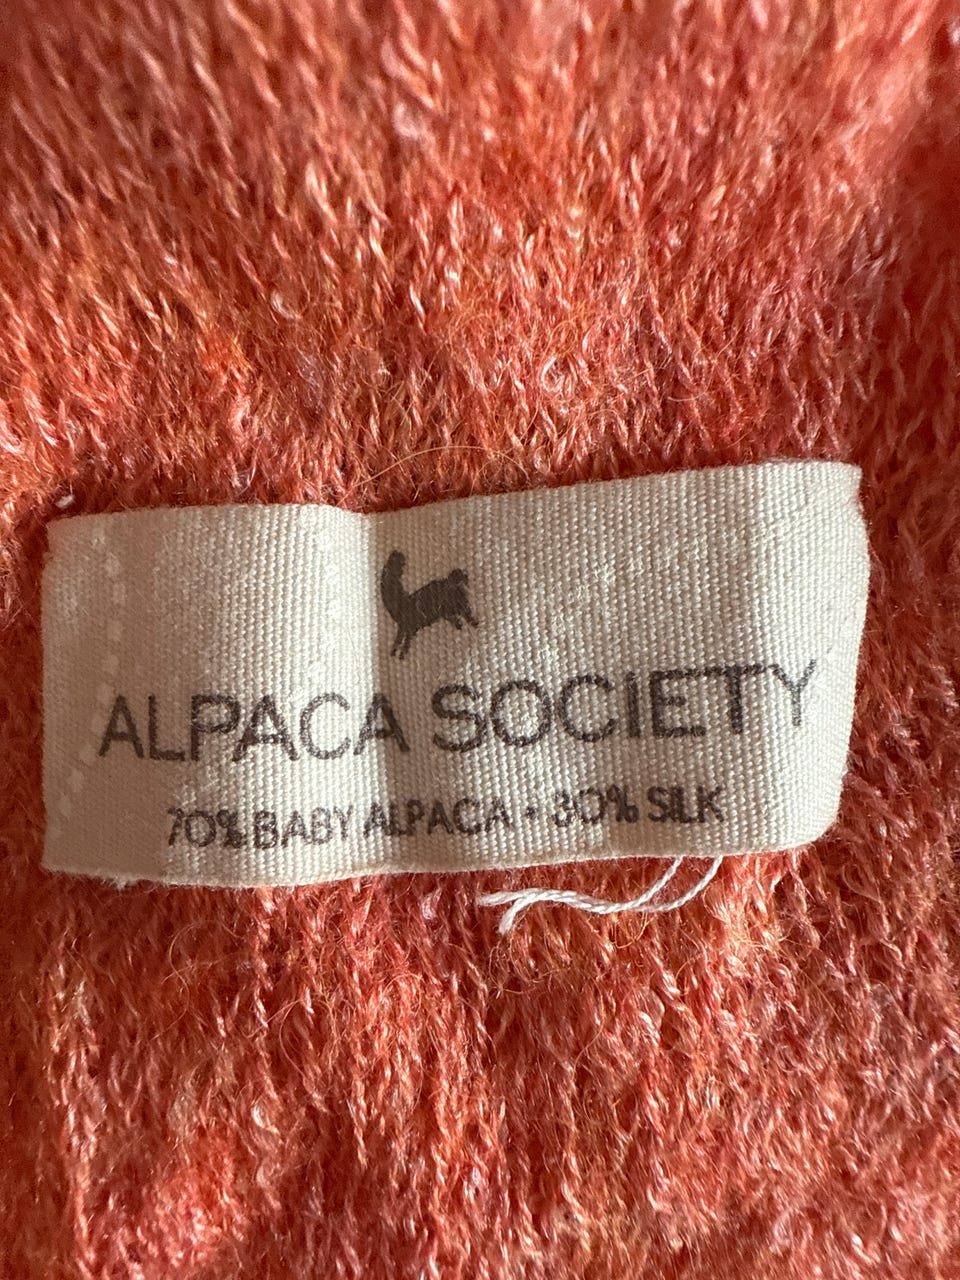 ALPACA SOCIETY
70% BABY ALPACA • 30% SILK